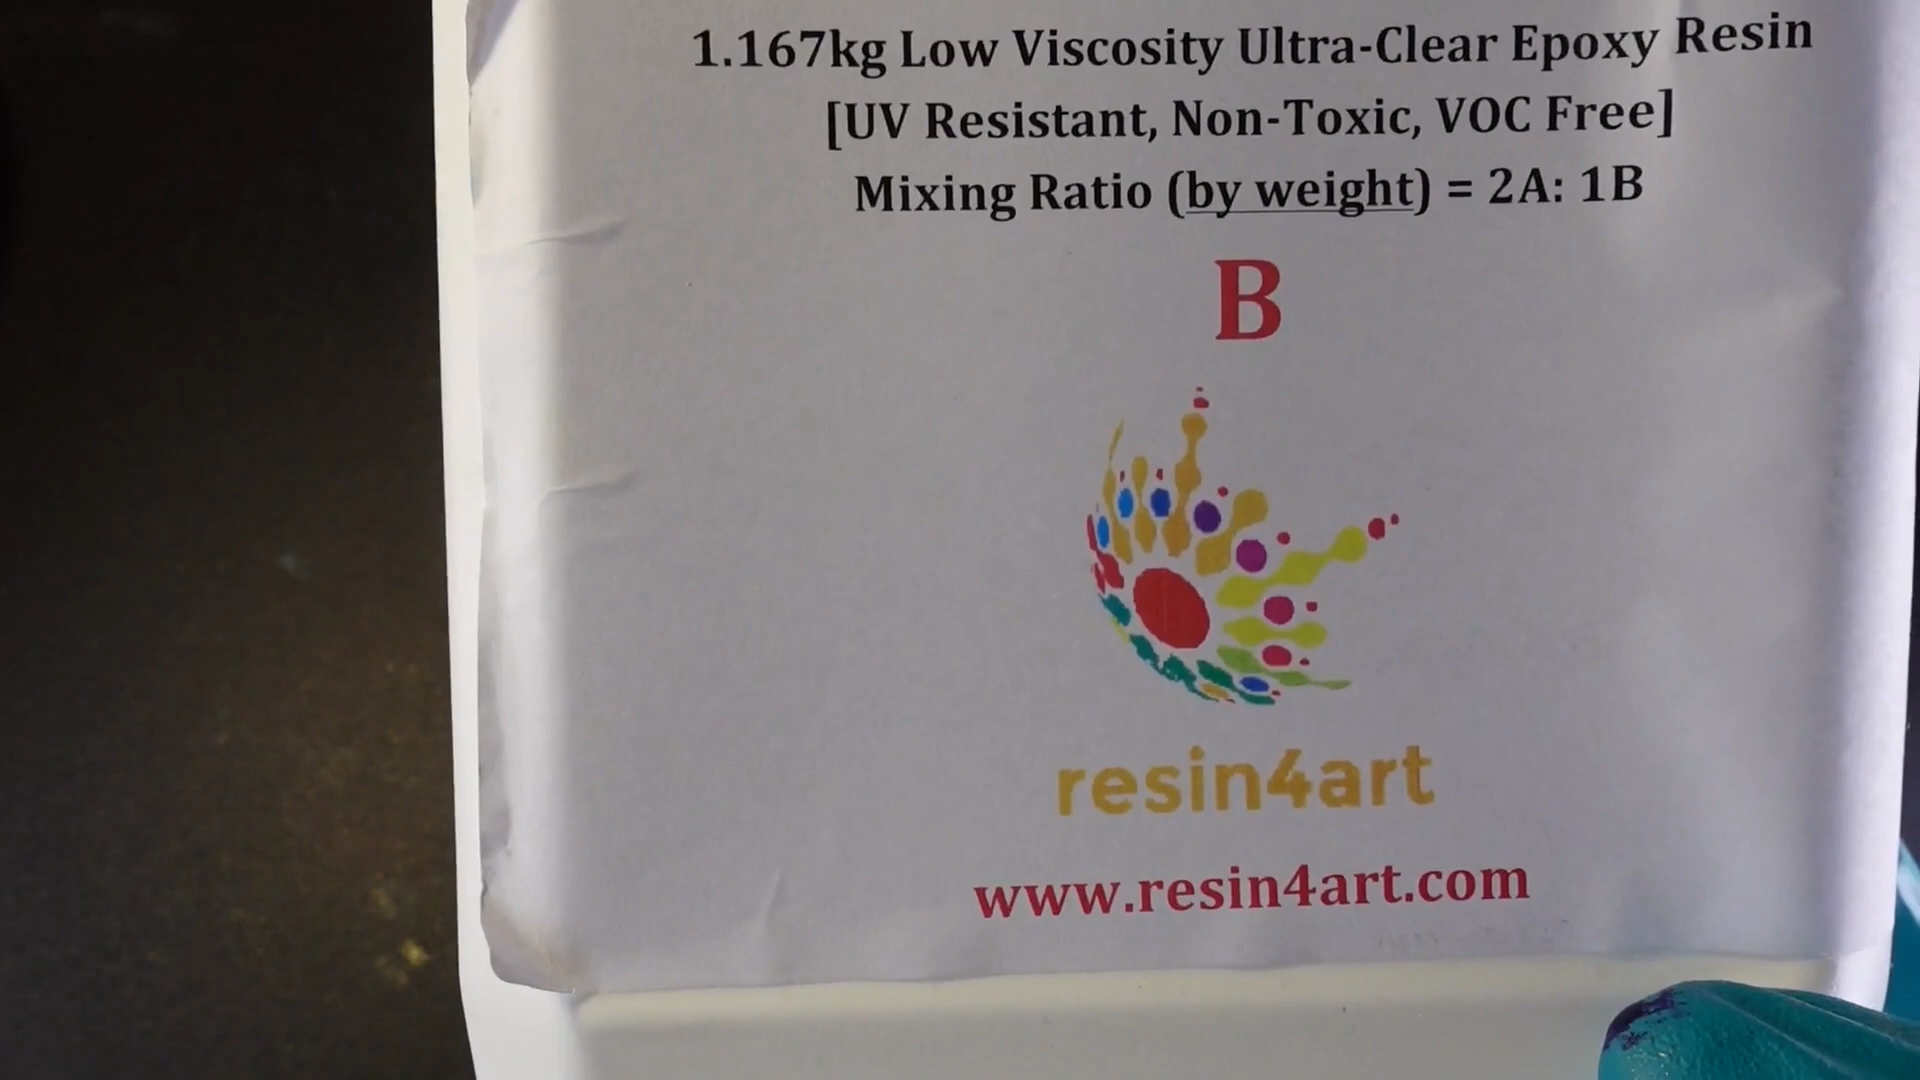 1.167kg Low Viscosity Ultra-Clear Epoxy Resin
[UV Resistant, Non-Toxic, VOC Free]
Mixing Ratio (by weight) = 2A: 1B
B
resin4art
www.resin4art.com